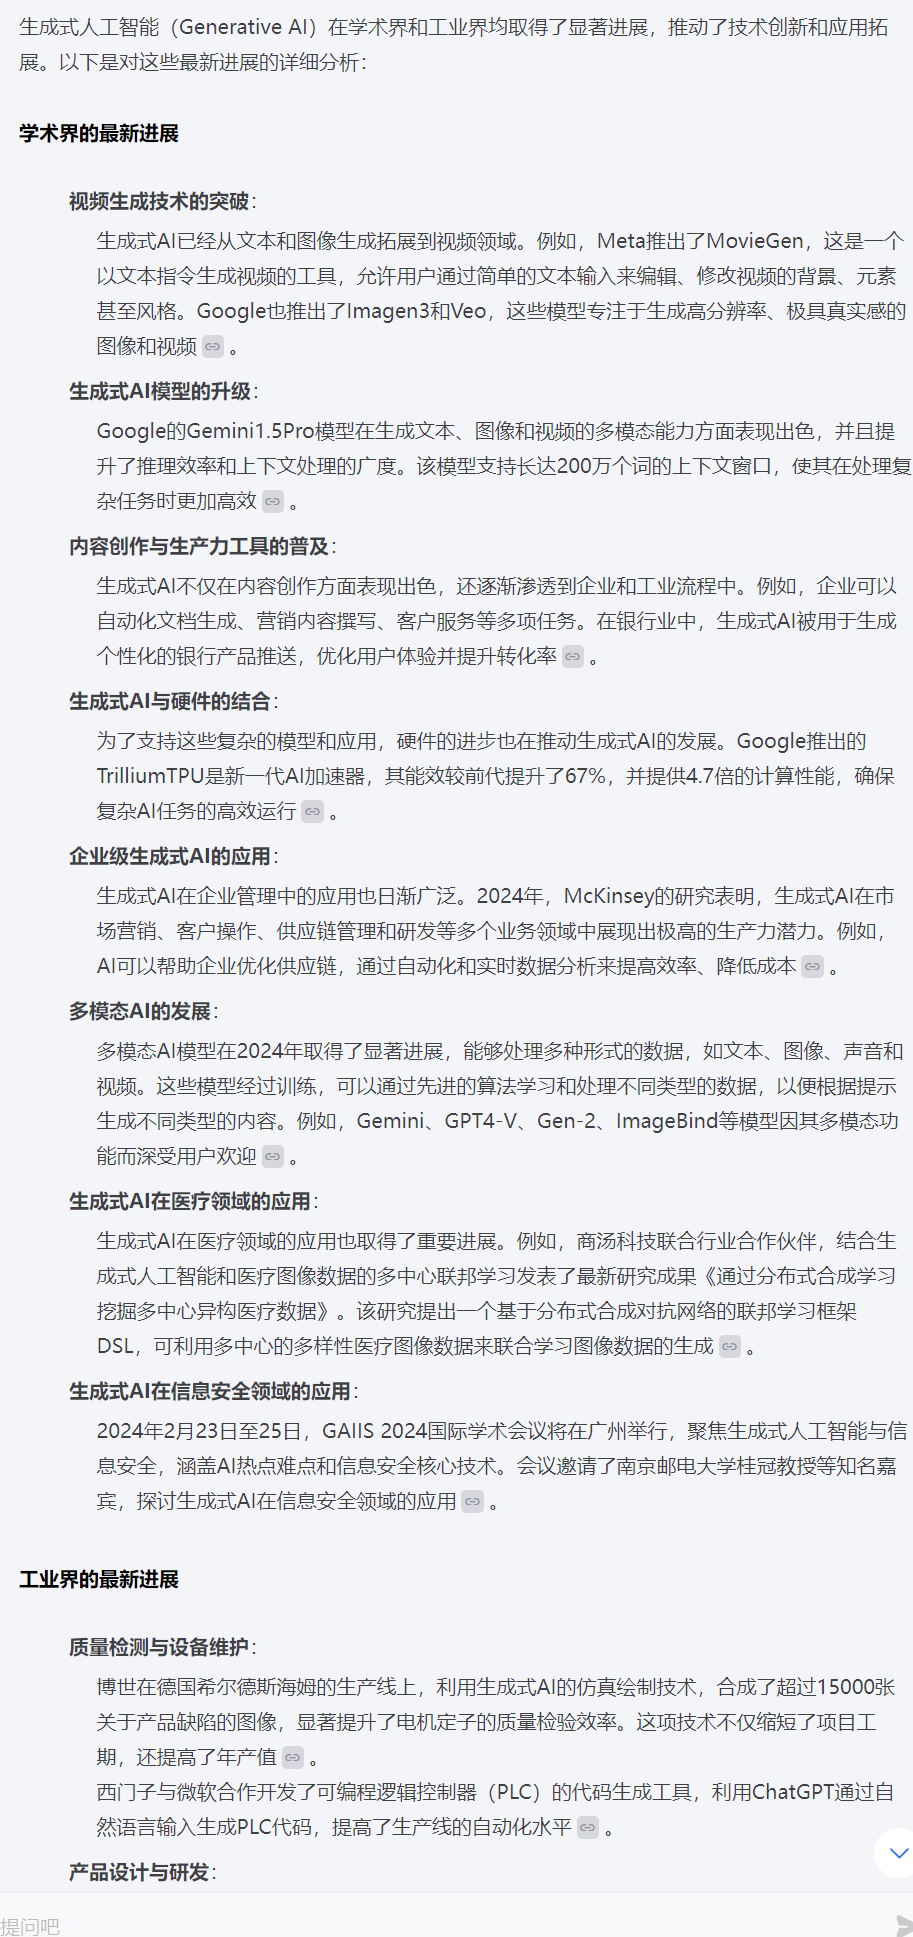 生成式人工智能（Generative AI）在学术界和工业界均取得了显著进展，推动了技术创新和应用拓
展。以下是对这些最新进展的详细分析：
学术界的最新进展
视频生成技术的突破：
生成式AI已经从文本和图像生成拓展到视频领域。例如，Meta推出了MovieGen，这是一个
以文本指令生成视频的工具，允许用户通过简单的文本输入来编辑、修改视频的背景、元素
甚至风格。Google也推出了Imagen3和Veo，这些模型专注于生成高分辨率、极具真实感的
图像和视频 。
生成式AI模型的升级：
Google的Gemini1.5Pro模型在生成文本、图像和视频的多模态能力方面表现出色，并且提
升了推理效率和上下文处理的广度。该模型支持长达200万个词的上下文窗口，使其在处理复
杂任务时更加高效 。
内容创作与生产力工具的普及：
生成式AI不仅在内容创作方面表现出色，还逐渐渗透到企业和工业流程中。例如，企业可以
自动化文档生成、营销内容撰写、客户服务等多项任务。在银行业中，生成式AI被用于生成
个性化的银行产品推送，优化用户体验并提升转化率 。
生成式AI与硬件的结合：
为了支持这些复杂的模型和应用，硬件的进步也在推动生成式AI的发展。Google推出的
TrilliumTPU是新一代AI加速器，其能效较前代提升了67%，并提供4.7倍的计算性能，确保
复杂AI任务的高效运行 。
企业级生成式AI的应用：
生成式AI在企业管理中的应用也日渐广泛。2024年，McKinsey的研究表明，生成式AI在市
场营销、客户操作、供应链管理和研发等多个业务领域中展现出极高的生产力潜力。例如，
AI可以帮助企业优化供应链，通过自动化和实时数据分析来提高效率、降低成本 。
多模态AI的发展：
多模态AI模型在2024年取得了显著进展，能够处理多种形式的数据，如文本、图像、声音和
视频。这些模型经过训练，可以通过先进的算法学习和处理不同类型的数据，以便根据提示
生成不同类型的内容。例如，Gemini、GPT4-V、Gen-2、ImageBind等模型因其多模态功
能而深受用户欢迎 。
生成式AI在医疗领域的应用：
生成式AI在医疗领域的应用也取得了重要进展。例如，商汤科技联合行业合作伙伴，结合生
成式人工智能和医疗图像数据的多中心联邦学习发表了最新研究成果《通过分布式合成学习
挖掘多中心异构医疗数据》。该研究提出一个基于分布式合成对抗网络的联邦学习框架
DSL，可利用多中心的多样性医疗图像数据来联合学习图像数据的生成 。
生成式AI在信息安全领域的应用：
2024年2月23日至25日，GAIIS 2024国际学术会议将在广州举行，聚焦生成式人工智能与信
息安全，涵盖AI热点难点和信息安全核心技术。会议邀请了南京邮电大学桂冠教授等知名嘉
宾，探讨生成式AI在信息安全领域的应用 。
工业界的最新进展
质量检测与设备维护：
博世在德国希尔德斯海姆的生产线上，利用生成式AI的仿真绘制技术，合成了超过15000张
关于产品缺陷的图像，显著提升了电机定子的质量检验效率。这项技术不仅缩短了项目工
期，还提高了年产值 。
西门子与微软合作开发了可编程逻辑控制器（PLC）的代码生成工具，利用ChatGPT通过自
然语言输入生成PLC代码，提高了生产线的自动化水平 。
产品设计与研发：
提问吧